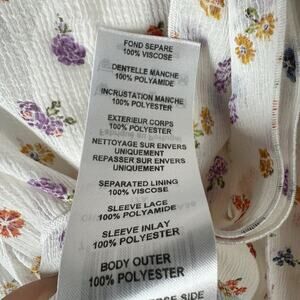 FOND SEPARE
100% VISCOSE
DENTELLE MANCHE
100% POLYAMIDE
INCRUSTATION MANCHE
100% POLYESTER
EXTERIEUR CORPS
100% POLYESTER
NETTOYAGE SUR ENVERS
UNIQUEMENT
REPASSER SUR ENVERS
UNIQUEMENT
SEPARATED LINING
100% VISCOSE
SLEEVE LACE
100% POLYAMIDE
SLEEVE INLAY
100% POLYESTER
BODY OUTER
100% POLYESTER
SIDE